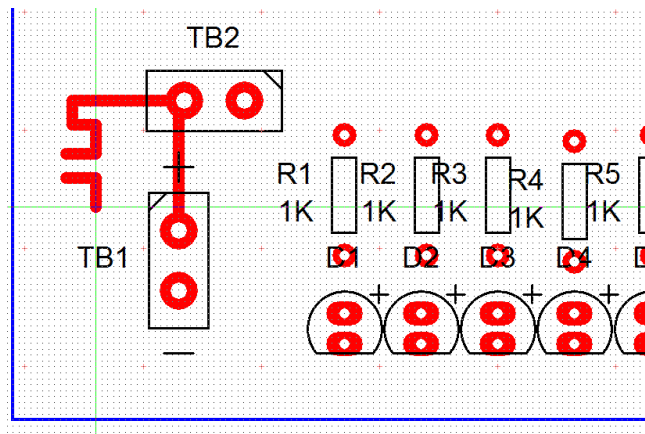 TB2
R1 R2 R3 R4 R5
1K 1K 1K 1K 1K
TB1 D1 D2 D3 D4
+ + + + +
—